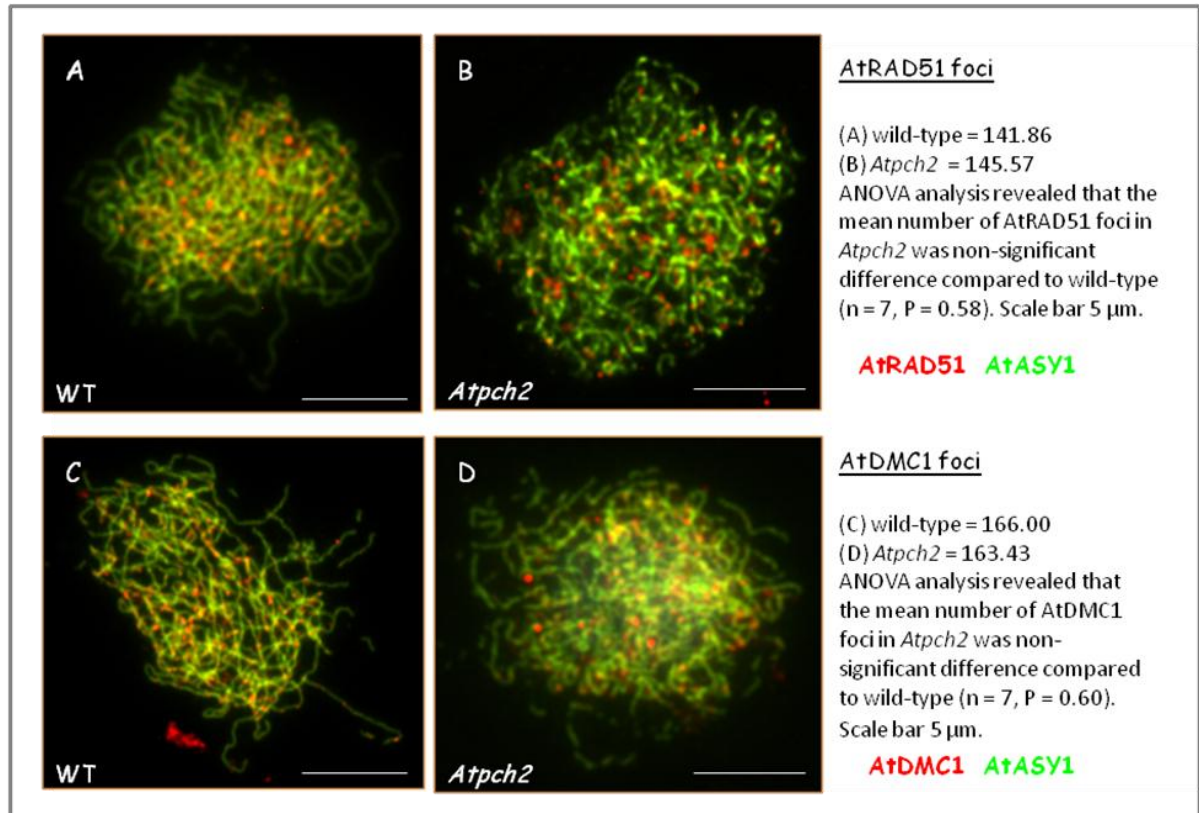 A
WT
B
Atpch2
AtRAD51 foci
(A) wild-type = 141.86
(B) Atpch2 = 145.57
ANOVA analysis revealed that the
mean number of AtRAD51 foci in
Atpch2 was non-significant
difference compared to wild-type
(n = 7, P = 0.58). Scale bar 5 μm.
AtRAD51 AtASY1
C
WT
D
Atpch2
AtDMC1 foci
(C) wild-type = 166.00
(D) Atpch2 = 163.43
ANOVA analysis revealed that
the mean number of AtDMC1
foci in Atpch2 was non-
significant difference compared
to wild-type (n = 7, P = 0.60).
Scale bar 5 μm.
AtDMC1 AtASY1